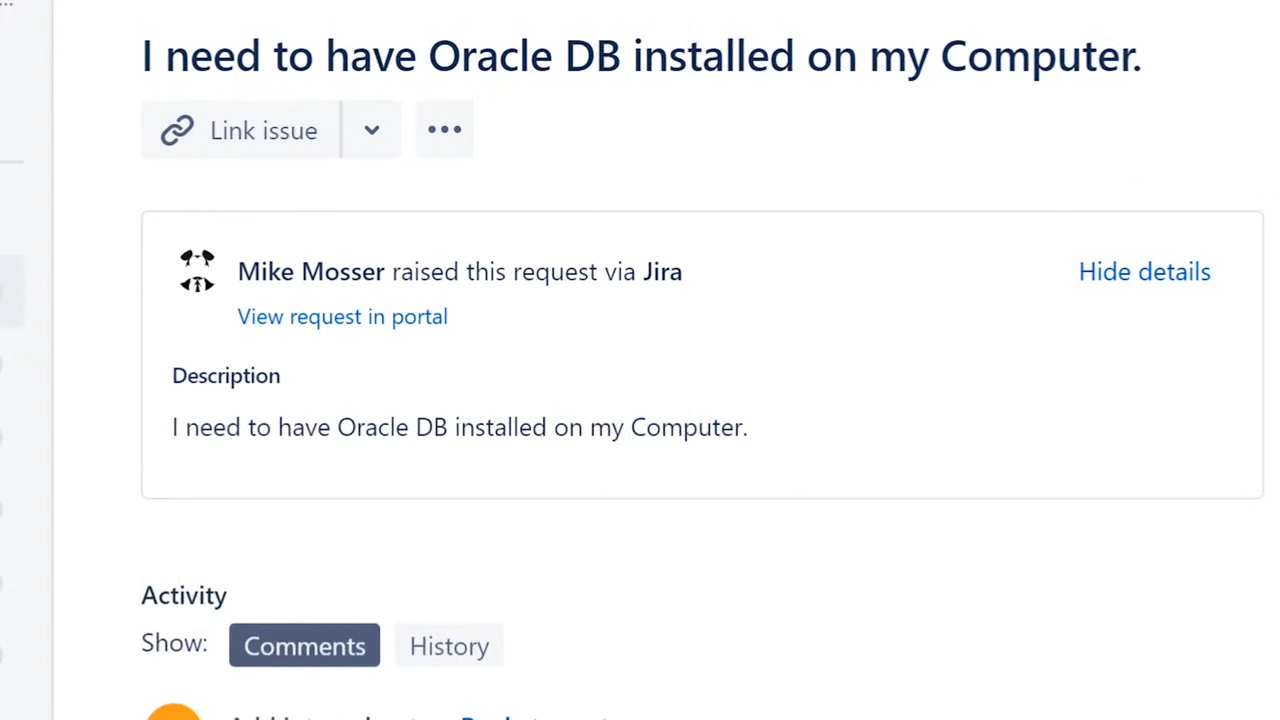 I need to have Oracle DB installed on my Computer.
Link issue
Mike Mosser raised this request via Jira
Hide details
View request in portal
Description
I need to have Oracle DB installed on my Computer.
Activity
Show: Comments History